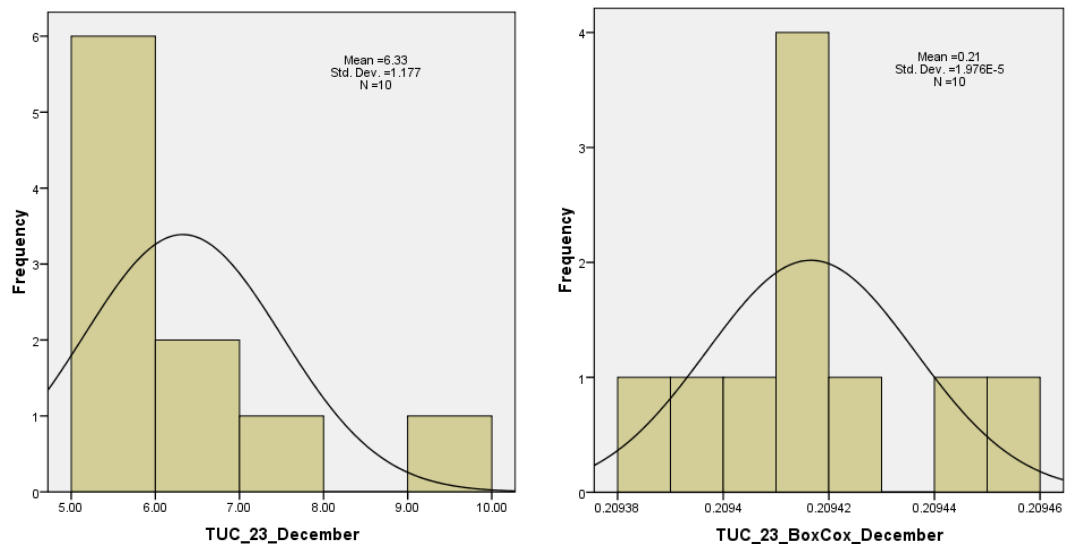 Frequency
6
5
4
3
2
1
0
Mean =6.33
Std. Dev. =1.177
N =10
5.00 6.00 7.00 8.00 9.00 10.00
TUC_23_December
Frequency
4
3
2
1
0
Mean =0.21
Std. Dev. =1.976E-5
N =10
0.20938 0.2094 0.20942 0.20944 0.20946
TUC_23_BoxCox_December